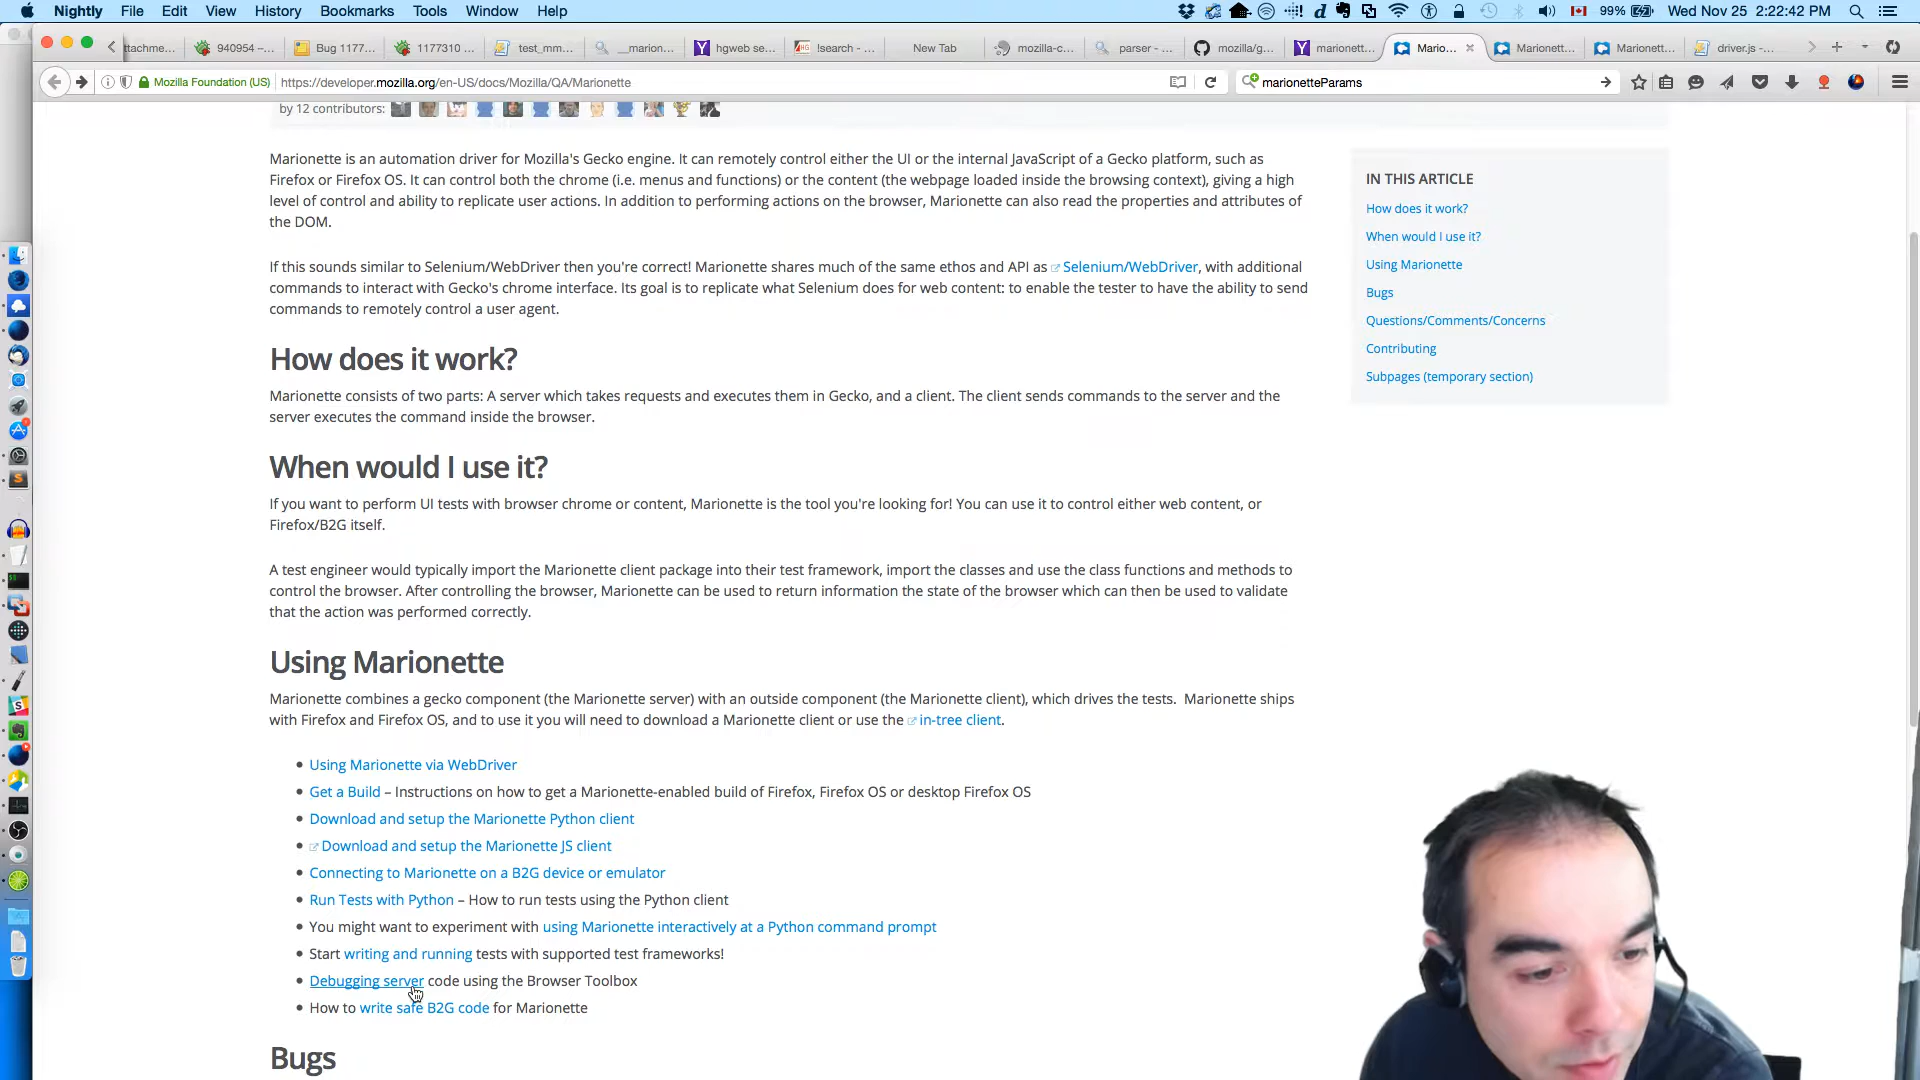 Nightly File Edit View History Bookmarks Tools Window Help 99% Wed Nov 25 2:22:42 PM
ttachme... 940954 –... Bug 1177... 1177310 ... test_mm... __marion... hgweb se... !search - ... New Tab mozilla-c... parser - ... mozilla/g... marionett... Mario... Marionett... Marionett... driver.js -...
Mozilla Foundation (US) https://developer.mozilla.org/en-US/docs/Mozilla/QA/Marionette marionetteParams
by 12 contributors:
Marionette is an automation driver for Mozilla's Gecko engine. It can remotely control either the UI or the internal JavaScript of a Gecko platform, such as
Firefox or Firefox OS. It can control both the chrome (i.e. menus and functions) or the content (the webpage loaded inside the browsing context), giving a high
level of control and ability to replicate user actions. In addition to performing actions on the browser, Marionette can also read the properties and attributes of
the DOM.
If this sounds similar to Selenium/WebDriver then you're correct! Marionette shares much of the same ethos and API as Selenium/WebDriver, with additional
commands to interact with Gecko's chrome interface. Its goal is to replicate what Selenium does for web content: to enable the tester to have the ability to send
commands to remotely control a user agent.
How does it work?
Marionette consists of two parts: A server which takes requests and executes them in Gecko, and a client. The client sends commands to the server and the
server executes the command inside the browser.
When would I use it?
If you want to perform UI tests with browser chrome or content, Marionette is the tool you're looking for! You can use it to control either web content, or
Firefox/B2G itself.
A test engineer would typically import the Marionette client package into their test framework, import the classes and use the class functions and methods to
control the browser. After controlling the browser, Marionette can be used to return information the state of the browser which can then be used to validate
that the action was performed correctly.
Using Marionette
Marionette combines a gecko component (the Marionette server) with an outside component (the Marionette client), which drives the tests. Marionette ships
with Firefox and Firefox OS, and to use it you will need to download a Marionette client or use the in-tree client.
Using Marionette via WebDriver
Get a Build – Instructions on how to get a Marionette-enabled build of Firefox, Firefox OS or desktop Firefox OS
Download and setup the Marionette Python client
Download and setup the Marionette JS client
Connecting to Marionette on a B2G device or emulator
Run Tests with Python – How to run tests using the Python client
You might want to experiment with using Marionette interactively at a Python command prompt
Start writing and running tests with supported test frameworks!
Debugging server code using the Browser Toolbox
How to write safe B2G code for Marionette
Bugs
IN THIS ARTICLE
How does it work?
When would I use it?
Using Marionette
Bugs
Questions/Comments/Concerns
Contributing
Subpages (temporary section)